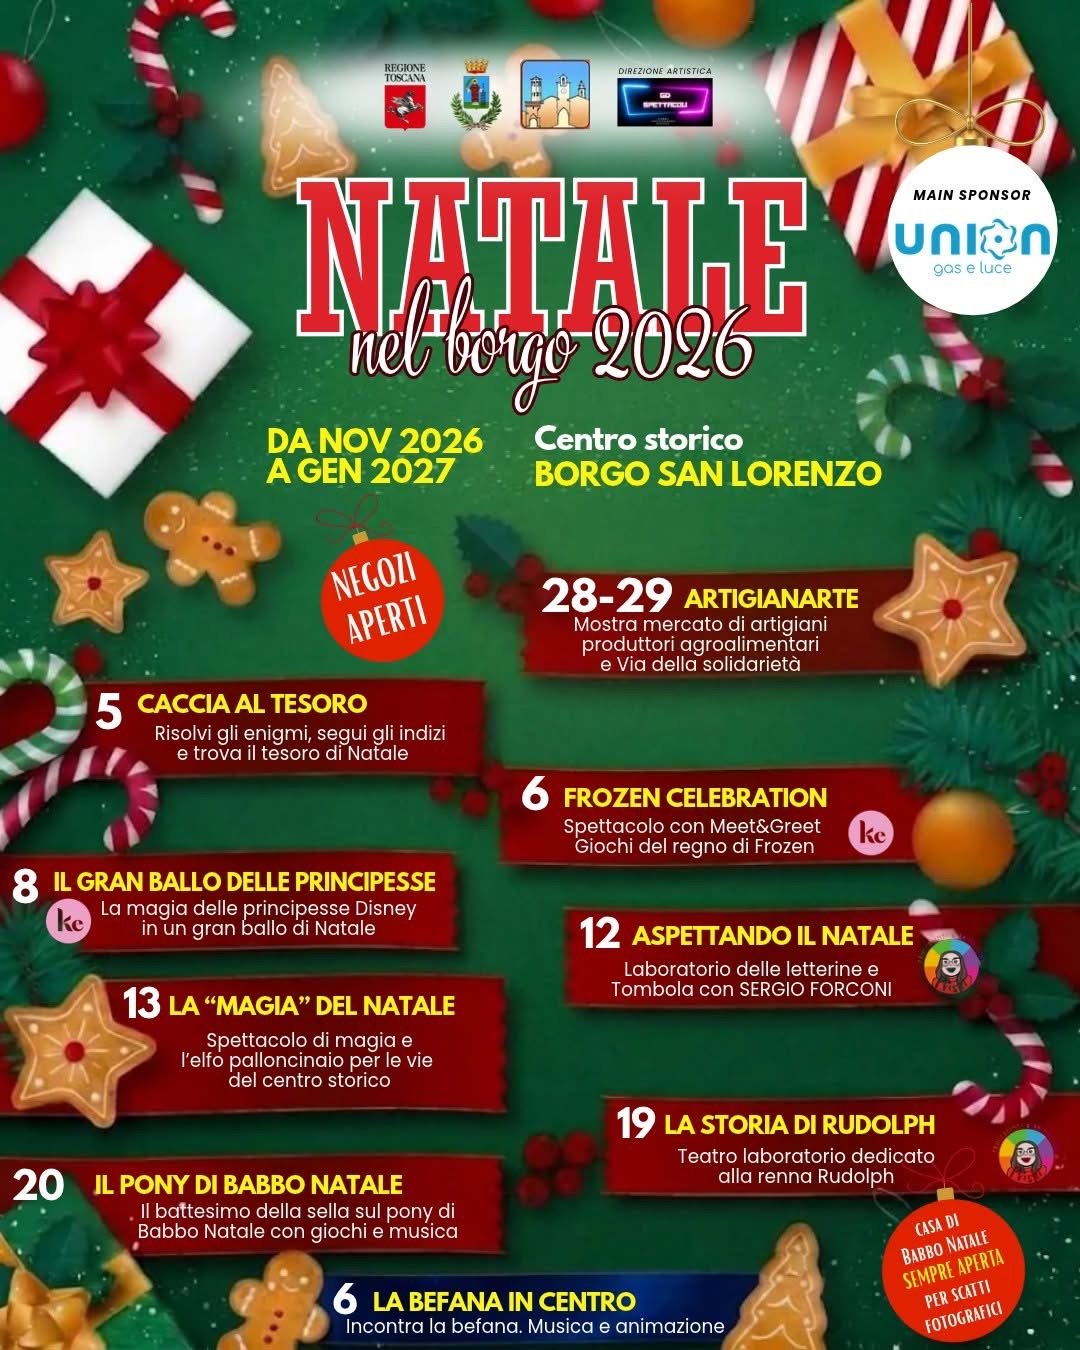 REGIONE
TOSCANA
DIREZIONE ARTISTICA
SPETTACOLI
MAIN SPONSOR
UNION
gas e luce
NATALE
nel borgo 2026
DA NOV 2026
A GEN 2027
Centro storico
BORGO SAN LORENZO
NEGOZI
APERTI
28-29 ARTIGIANARTE
Mostra mercato di artigiani
produttori agroalimentari
e Via della solidarietà
5 CACCIA AL TESORO
Risolvi gli enigmi, segui gli indizi
e trova il tesoro di Natale
6 FROZEN CELEBRATION
Spettacolo con Meet&Greet
Giochi del regno di Frozen
kc
8 IL GRAN BALLO DELLE PRINCIPESSE
kc
La magia delle principesse Disney
in un gran ballo di Natale
12 ASPETTANDO IL NATALE
Laboratorio delle letterine e
Tombola con SERGIO FORCONI
13 LA “MAGIA” DEL NATALE
Spettacolo di magia e
l’elfo palloncinaio per le vie
del centro storico
19 LA STORIA DI RUDOLPH
Teatro laboratorio dedicato
alla renna Rudolph
20 IL PONY DI BABBO NATALE
Il battesimo della sella sul pony di
Babbo Natale con giochi e musica
CASA DI
BABBO NATALE
SEMPRE APERTA
PER SCATTI
FOTOGRAFICI
6 LA BEFANA IN CENTRO
Incontra la befana. Musica e animazione